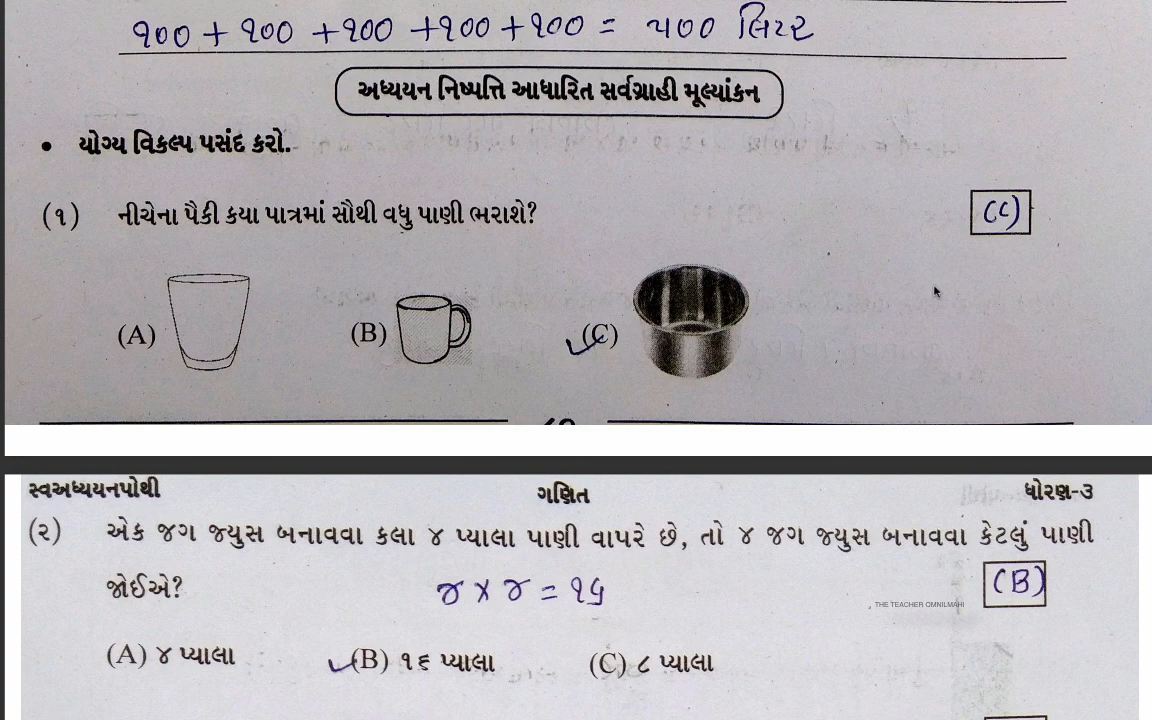 ૧૦૦ + ૧૦૦ + ૧૦૦ + ૧૦૦ + ૧૦૦ = ૫૦૦ લિટર
અધ્યયન નિષ્પત્તિ આધારિત સર્વગ્રાહી મૂલ્યાંકન
• યોગ્ય વિકલ્પ પસંદ કરો.
(૧) નીચેના પૈકી કયા પાત્રમાં સૌથી વધુ પાણી ભરાશે? (C)
(A) (B) (C)
સ્વઅધ્યયનપોથી ગણિત ધોરણ-૩
(૨) એક જગ જ્યુસ બનાવવા કલા ૪ પ્યાલા પાણી વાપરે છે, તો ૪ જગ જ્યુસ બનાવવા કેટલું પાણી
જોઈએ? ૪ × ૪ = ૧૬ (B)
THE TEACHER OMNILMAHI
(A) ૪ પ્યાલા (B) ૧૬ પ્યાલા (C) ૮ પ્યાલા